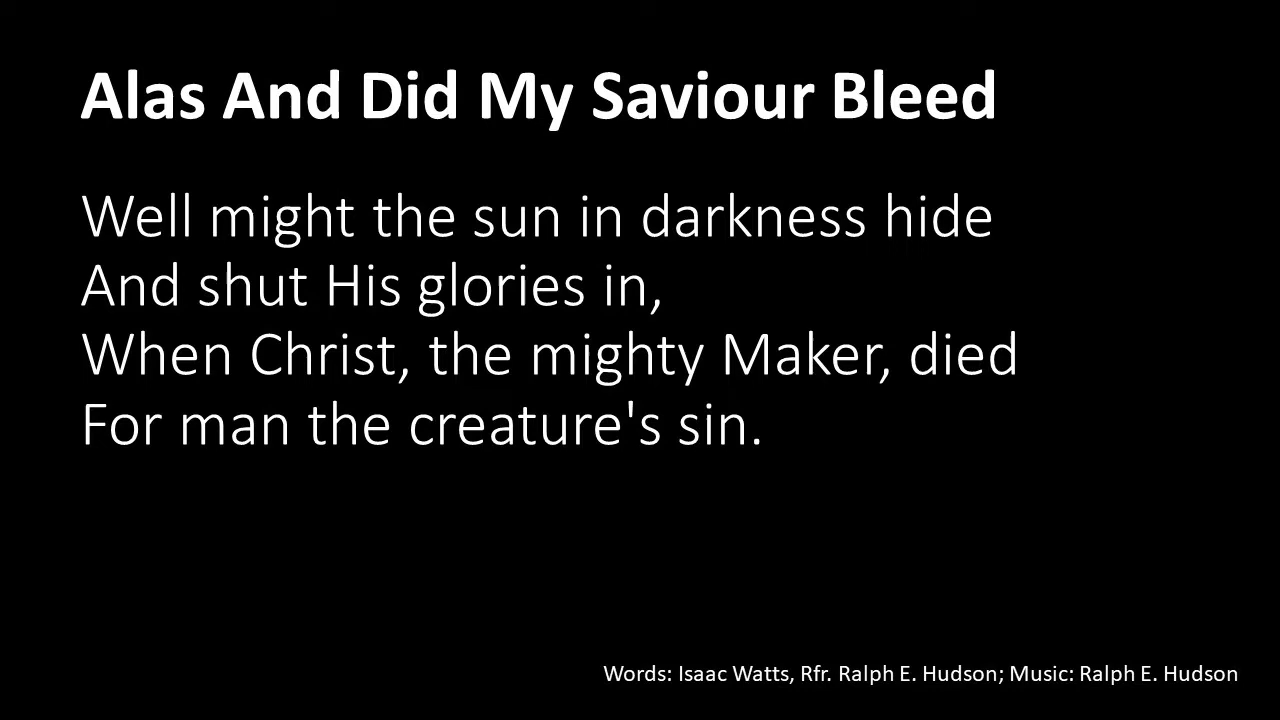 Alas And Did My Saviour Bleed
Well might the sun in darkness hide
And shut His glories in,
When Christ, the mighty Maker, died
For man the creature's sin.
Words: Isaac Watts, Rfr. Ralph E. Hudson; Music: Ralph E. Hudson